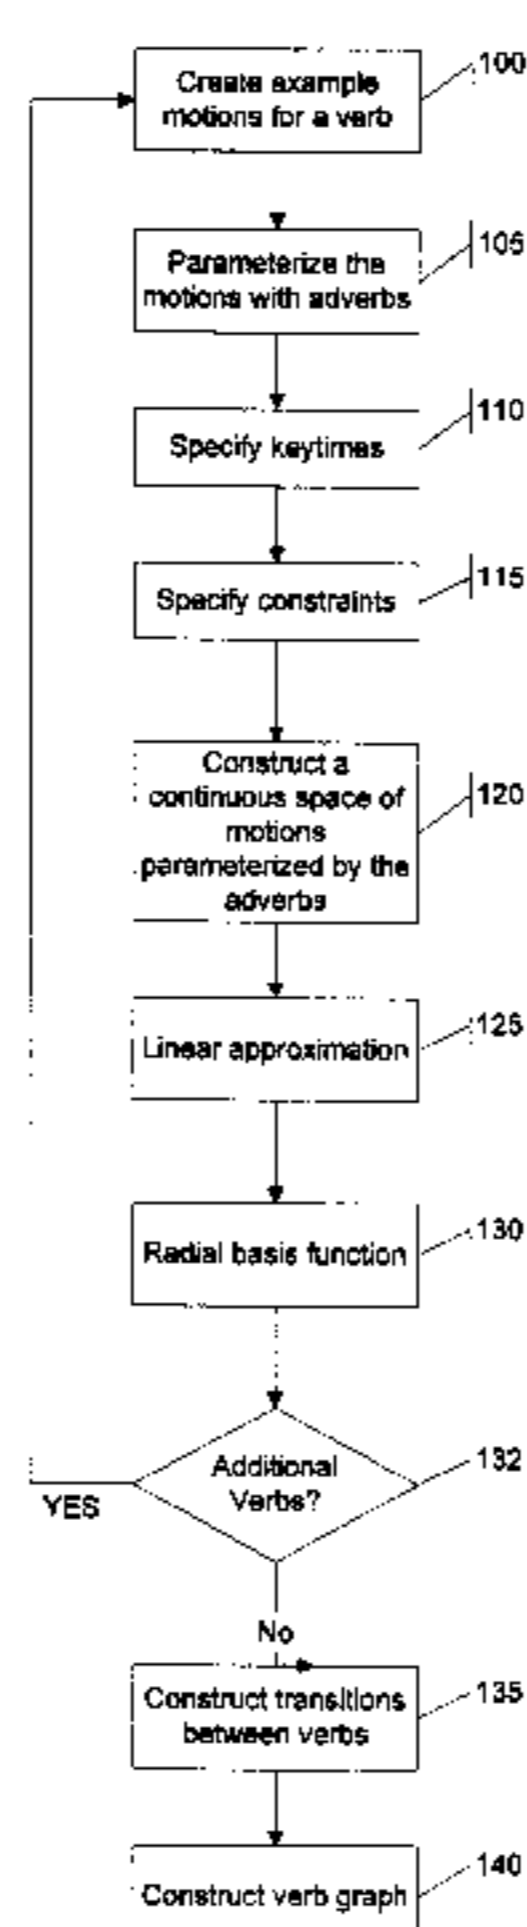 100
Create example
motions for a verb
105
Parameterize the
motions with adverbs
110
Specify keytimes
115
Specify constraints
120
Construct a
continuous space of
motions
parameterized by the
adverbs
125
Linear approximation
130
Radial basis function
132
Additional
Verbs?
YES
No
135
Construct transitions
between verbs
140
Construct verb graph